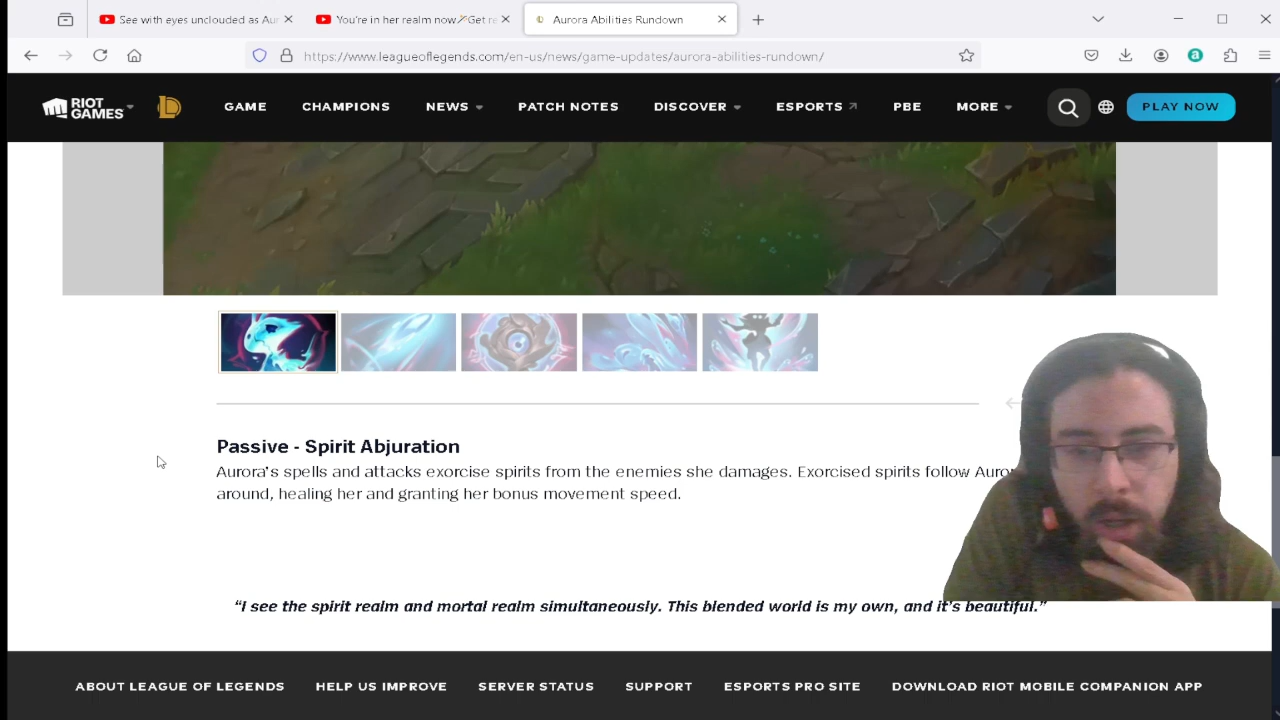 See with eyes unclouded as Au
You're in her realm now
Get re
Aurora Abilities Rundown
https://www.leagueoflegends.com/en-us/news/game-updates/aurora-abilities-rundown/
RIOT GAMES
GAME
CHAMPIONS
NEWS
PATCH NOTES
DISCOVER
ESPORTS
PBE
MORE
PLAY NOW
Passive - Spirit Abjuration
Aurora's spells and attacks exorcise spirits from the enemies she damages. Exorcised spirits follow Auro
around, healing her and granting her bonus movement speed.
“I see the spirit realm and mortal realm simultaneously. This blended world is my own, and it's beautiful.”
ABOUT LEAGUE OF LEGENDS
HELP US IMPROVE
SERVER STATUS
SUPPORT
ESPORTS PRO SITE
DOWNLOAD RIOT MOBILE COMPANION APP